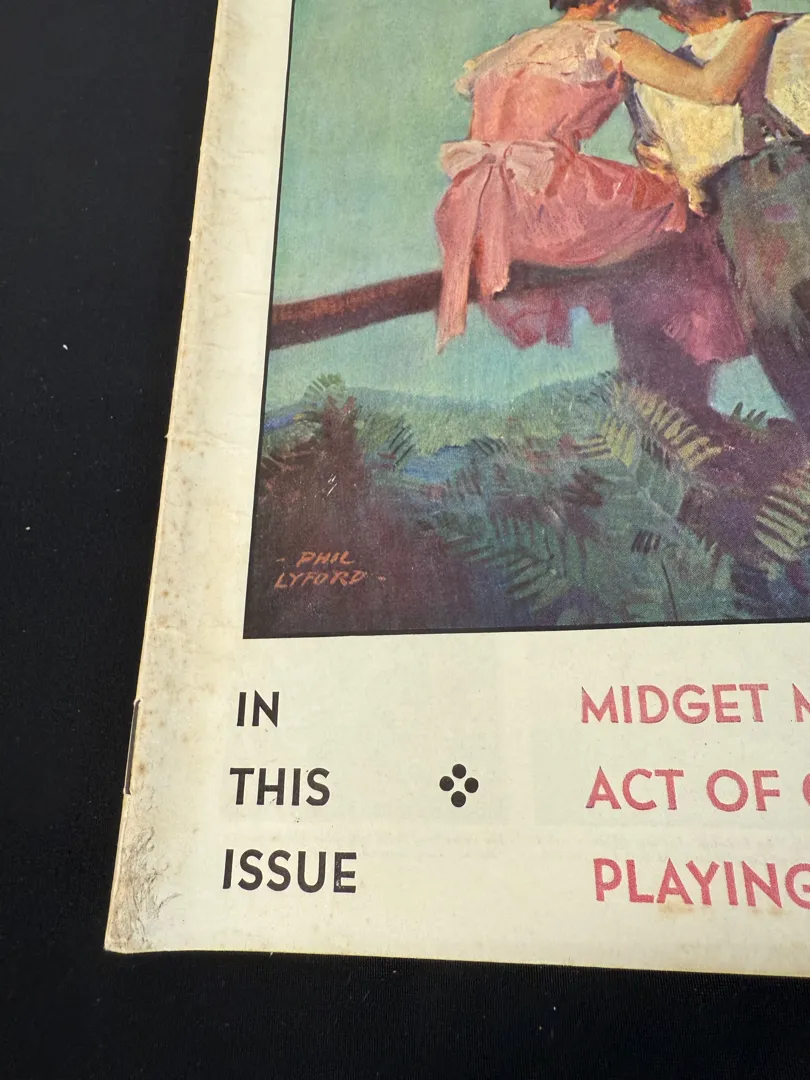 - PHIL
LYFORD -
IN
THIS
ISSUE
MIDGET
ACT OF
PLAYING